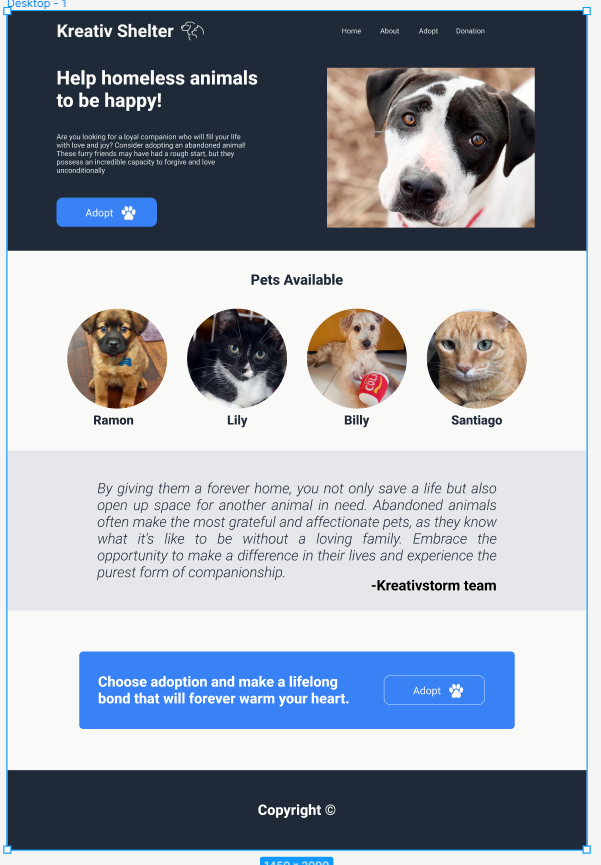 Desktop - 1
Kreativ Shelter
Home About Adopt Donation
Help homeless animals
to be happy!
Are you looking for a loyal companion who will fill your life
with love and joy? Consider adopting an abandoned animal!
These furry friends may have had a rough start, but they
possess an incredible capacity to forgive and love
unconditionally
Adopt
Pets Available
Ramon Lily Billy Santiago
By giving them a forever home, you not only save a life but also
open up space for another animal in need. Abandoned animals
often make the most grateful and affectionate pets, as they know
what it's like to be without a loving family. Embrace the
opportunity to make a difference in their lives and experience the
purest form of companionship.
-Kreativstorm team
Choose adoption and make a lifelong
bond that will forever warm your heart.
Adopt
Copyright ©